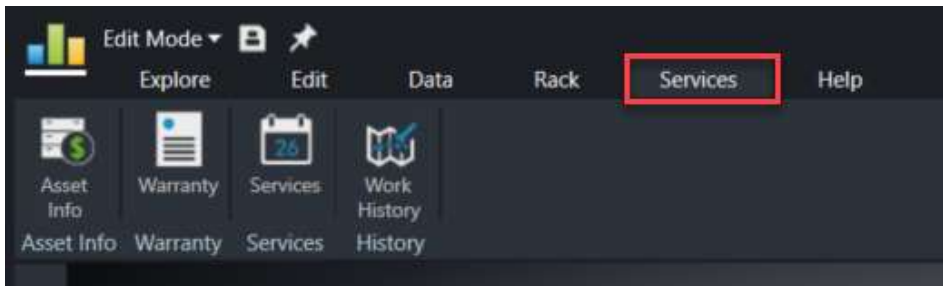 Edit Mode
Explore Edit Data Rack Services Help
26
Asset Info Warranty Services Work History
Asset Info Warranty Services History